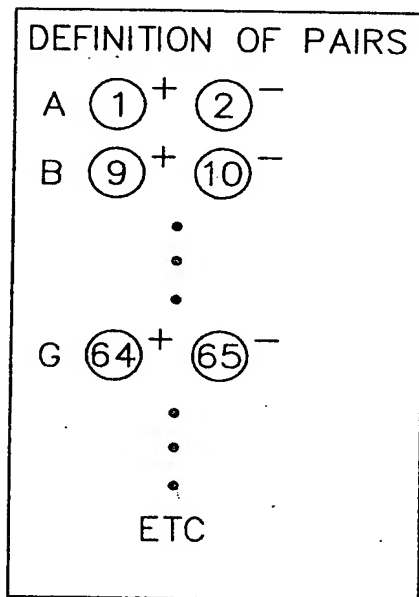 DEFINITION OF PAIRS
A 1 + 2 -
B 9 + 10 -
G 64 + 65 -
ETC